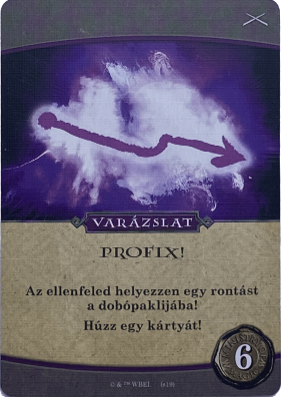 VARÁZSLAT
PROFIX!
Az ellenfeled helyezzen egy rontást
a dobópaklijába!
Húzz egy kártyát!
6